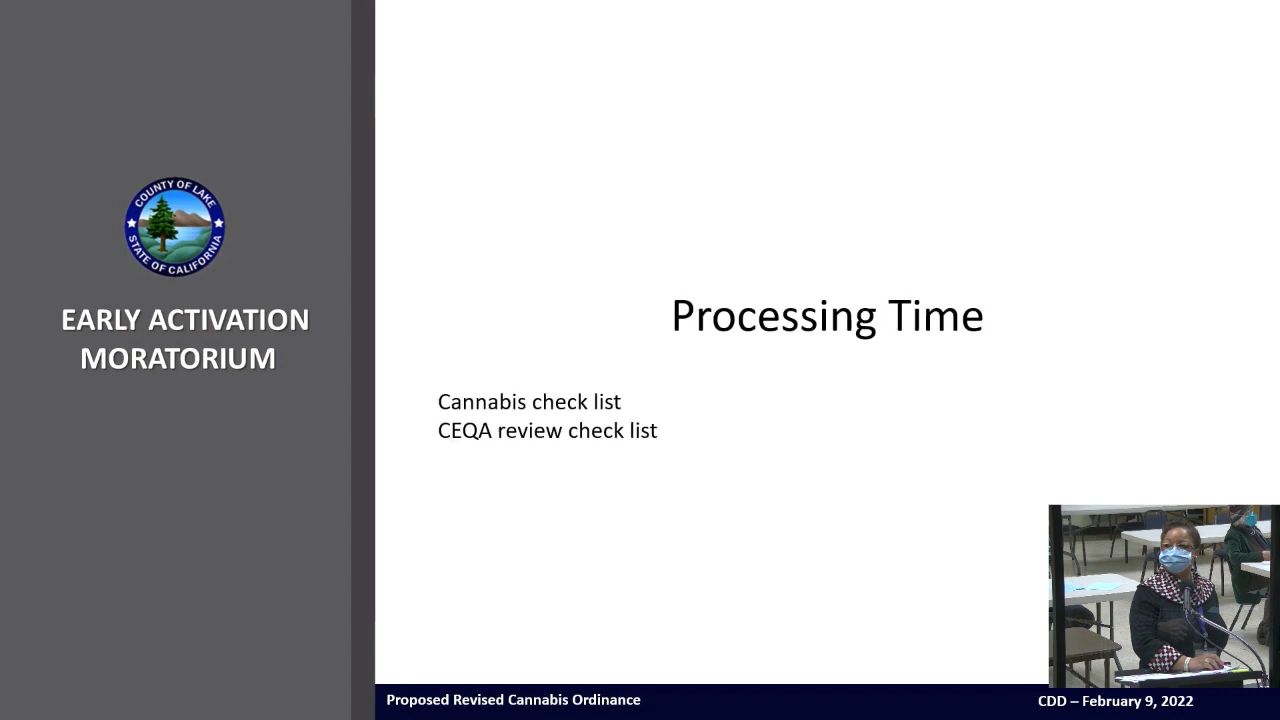 COUNTY OF LAKE
STATE OF CALIFORNIA
EARLY ACTIVATION
MORATORIUM
Processing Time
Cannabis check list
CEQA review check list
Proposed Revised Cannabis Ordinance
CDD – February 9, 2022